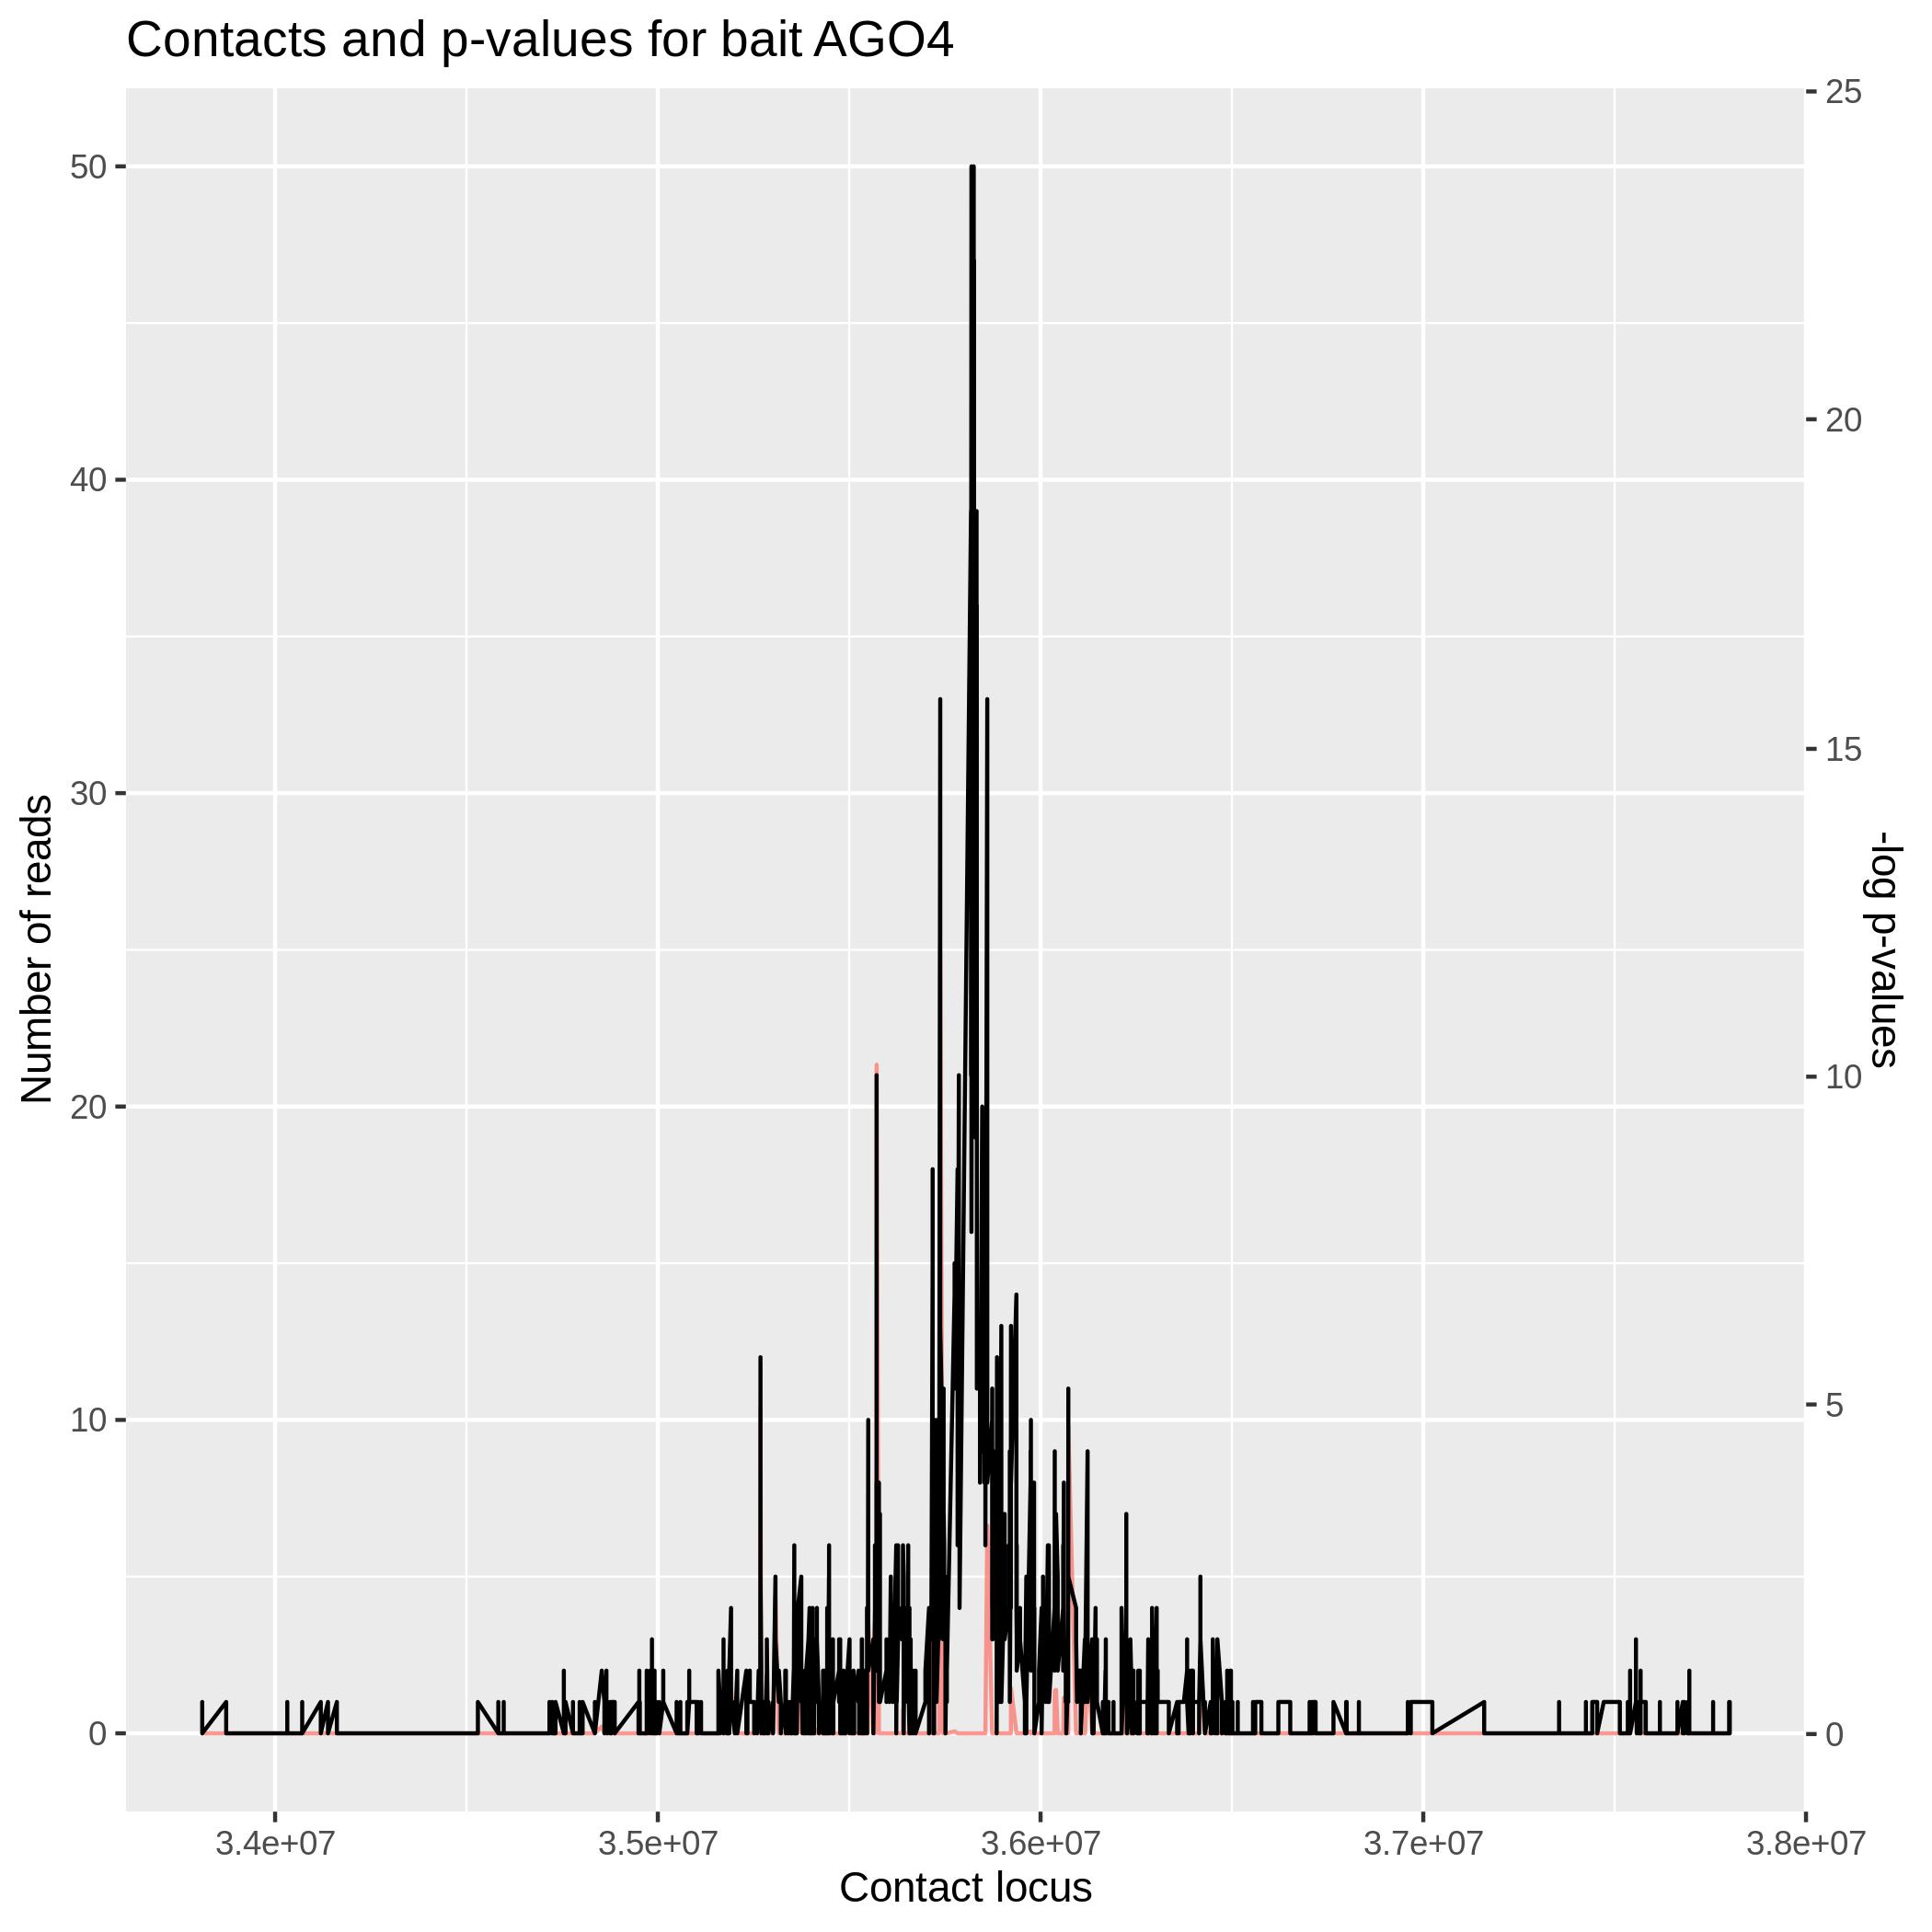 Contacts and p-values for bait AGO4
25
50
20
40
15
30
Number of reads
-log p-values
10
20
5
10
0
0
3.4e+07 3.5e+07 3.6e+07 3.7e+07 3.8e+07
Contact locus